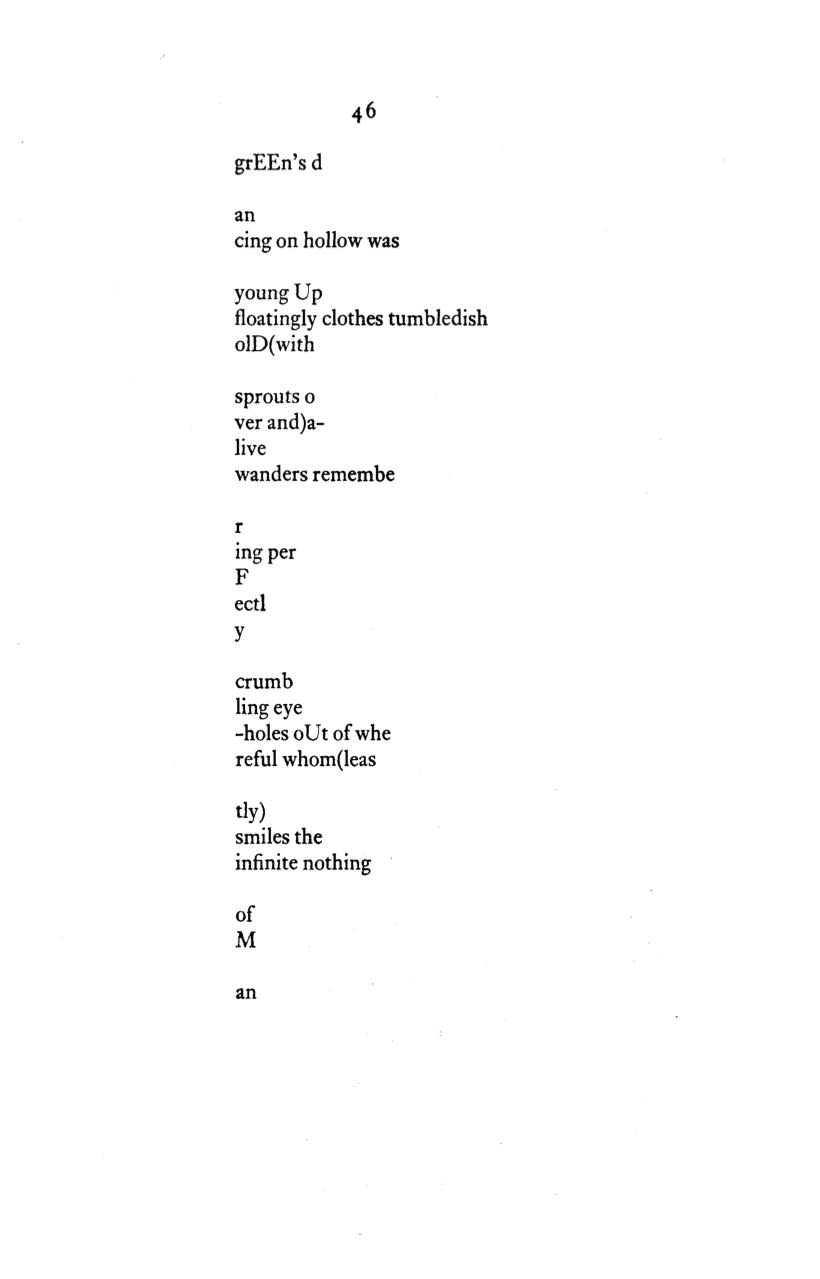 46
grEEn's d
an
cing on hollow was
young Up
floatingly clothes tumbledish
olD(with
sprouts o
ver and)a-
live
wanders remembe
r
ing per
F
ectl
y
crumb
ling eye
-holes oUt of whe
reful whom(leas
tly)
smiles the
infinite nothing
of
M
an